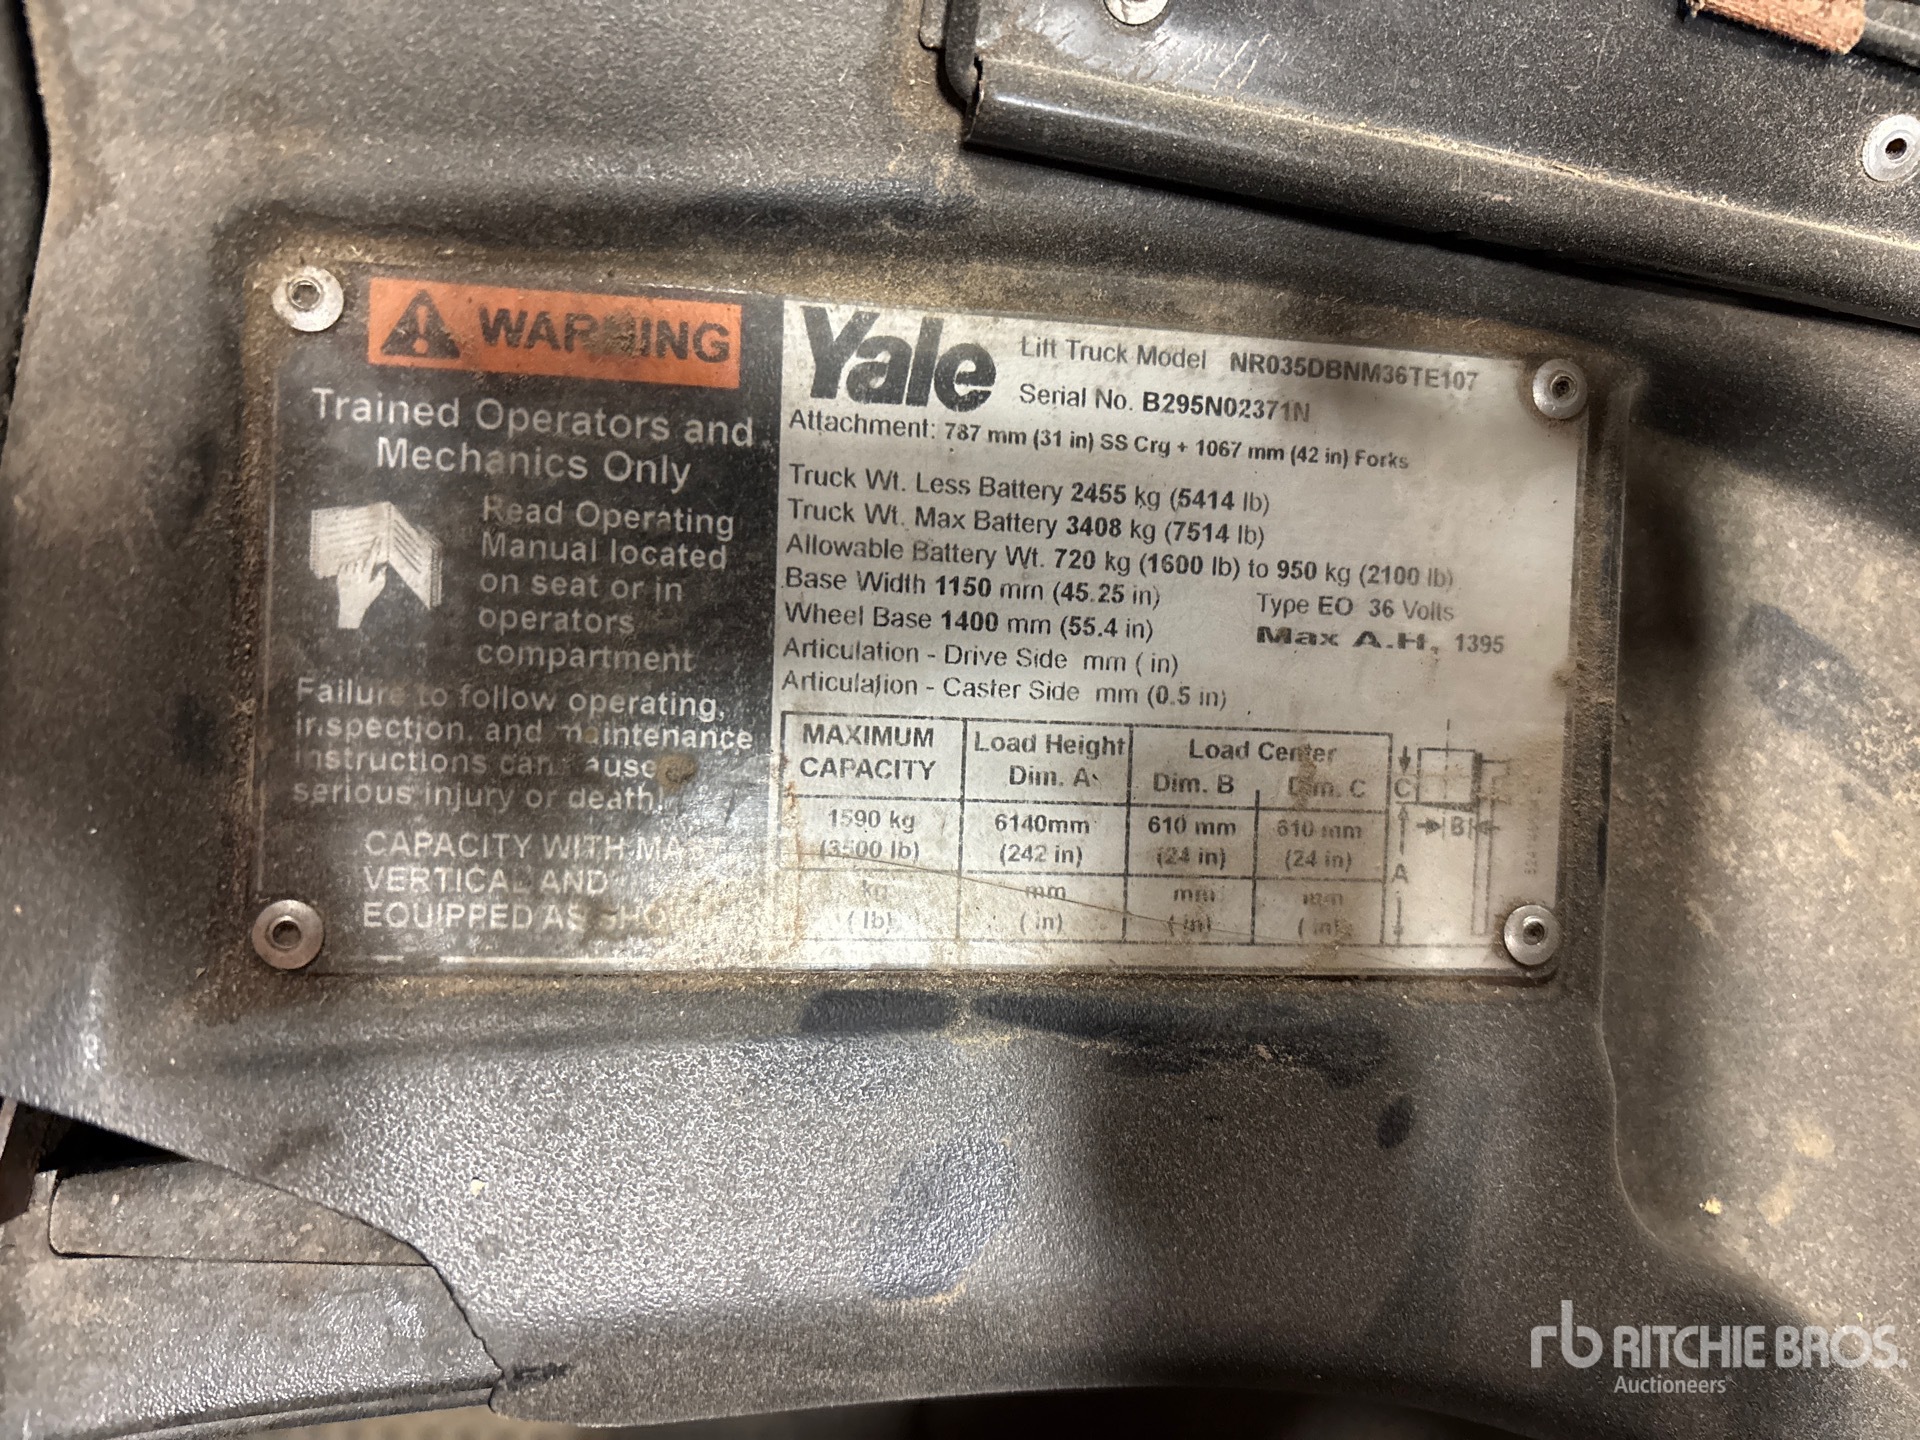 WARNING
Trained Operators and
Mechanics Only
Read Operating
Manual located
on seat or in
operators
compartment
Failure to follow operating,
inspection, and maintenance
instructions can cause
serious injury or death!
CAPACITY WITH MAST
VERTICAL AND
EQUIPPED AS SHOWN
Yale
Lift Truck Model NR035DBNM36TE107
Serial No. B295N02371N
Attachment: 787 mm (31 in) SS Crg + 1067 mm (42 in) Forks
Truck Wt. Less Battery 2455 kg (5414 lb)
Truck Wt. Max Battery 3408 kg (7514 lb)
Allowable Battery Wt. 720 kg (1600 lb) to 950 kg (2100 lb)
Base Width 1150 mm (45.25 in) Type EO 36 Volts
Wheel Base 1400 mm (55.4 in) Max A.H. 1395
Articulation - Drive Side mm ( in)
Articulation - Caster Side mm (0.5 in)
MAXIMUM CAPACITY
Load Height Dim. A
Load Center
Dim. B Dim. C
1590 kg 6140mm 610 mm 610 mm
(3500 lb) (242 in) (24 in) (24 in)
kg mm mm mm
( lb) ( in) ( in) ( in)
C
B
A
rb RITCHIE BROS.
Auctioneers